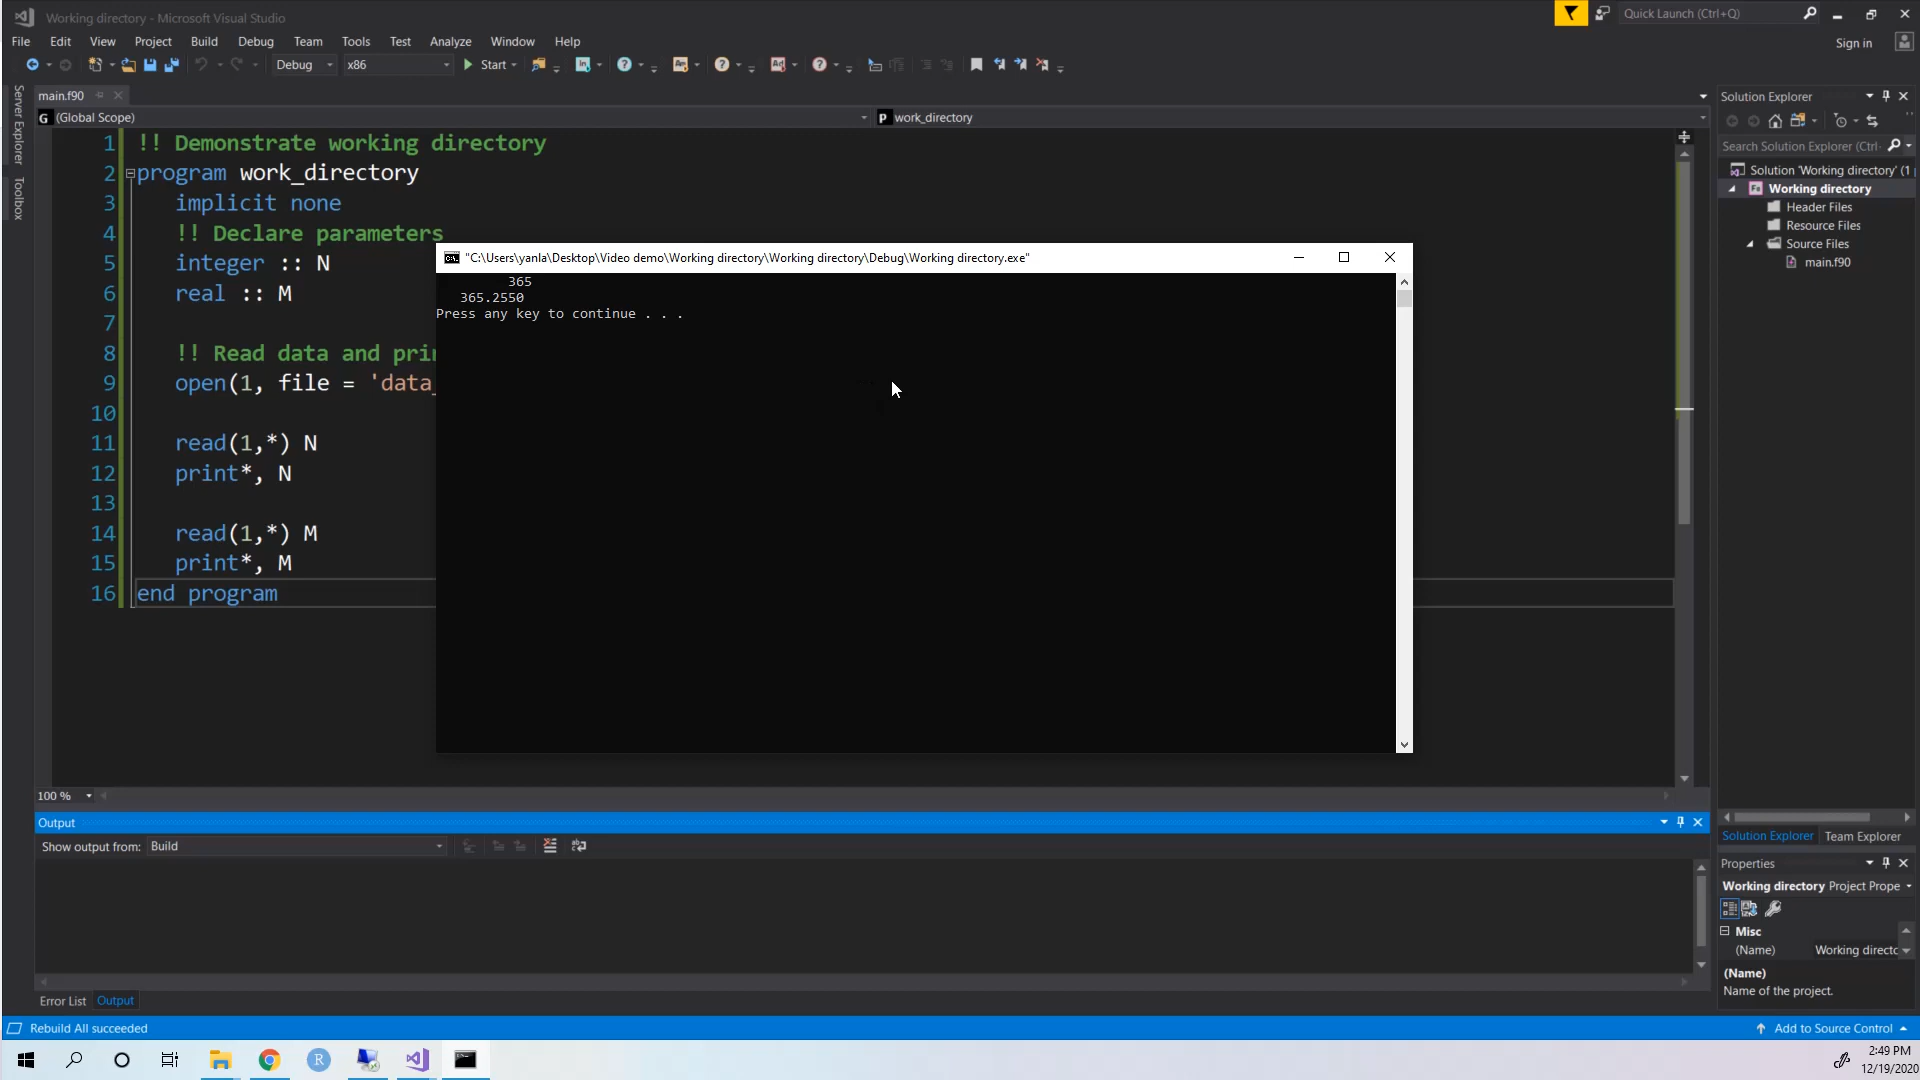 Working directory - Microsoft Visual Studio
Quick Launch (Ctrl+Q)
File Edit View Project Build Debug Team Tools Test Analyze Window Help
Sign in
Debug x86 Start
Server Explorer
Toolbox
main.f90
(Global Scope)
work_directory
1 !! Demonstrate working directory
2 program work_directory
3 implicit none
4 !! Declare parameters
5 integer :: N
6 real :: M
7
8 !! Read data and prin
9 open(1, file = 'data_
10
11 read(1,*) N
12 print*, N
13
14 read(1,*) M
15 print*, M
16 end program
"C:\Users\yanla\Desktop\Video demo\Working directory\Working directory\Debug\Working directory.exe"
365
365.2550
Press any key to continue . . .
100 %
Output
Show output from: Build
Error List Output
Rebuild All succeeded
Solution Explorer
Search Solution Explorer (Ctrl
Solution 'Working directory' (1
Working directory
Header Files
Resource Files
Source Files
main.f90
Solution Explorer Team Explorer
Properties
Working directory Project Prope
Misc
(Name) Working directo
(Name)
Name of the project.
Add to Source Control
2:49 PM
12/19/2020